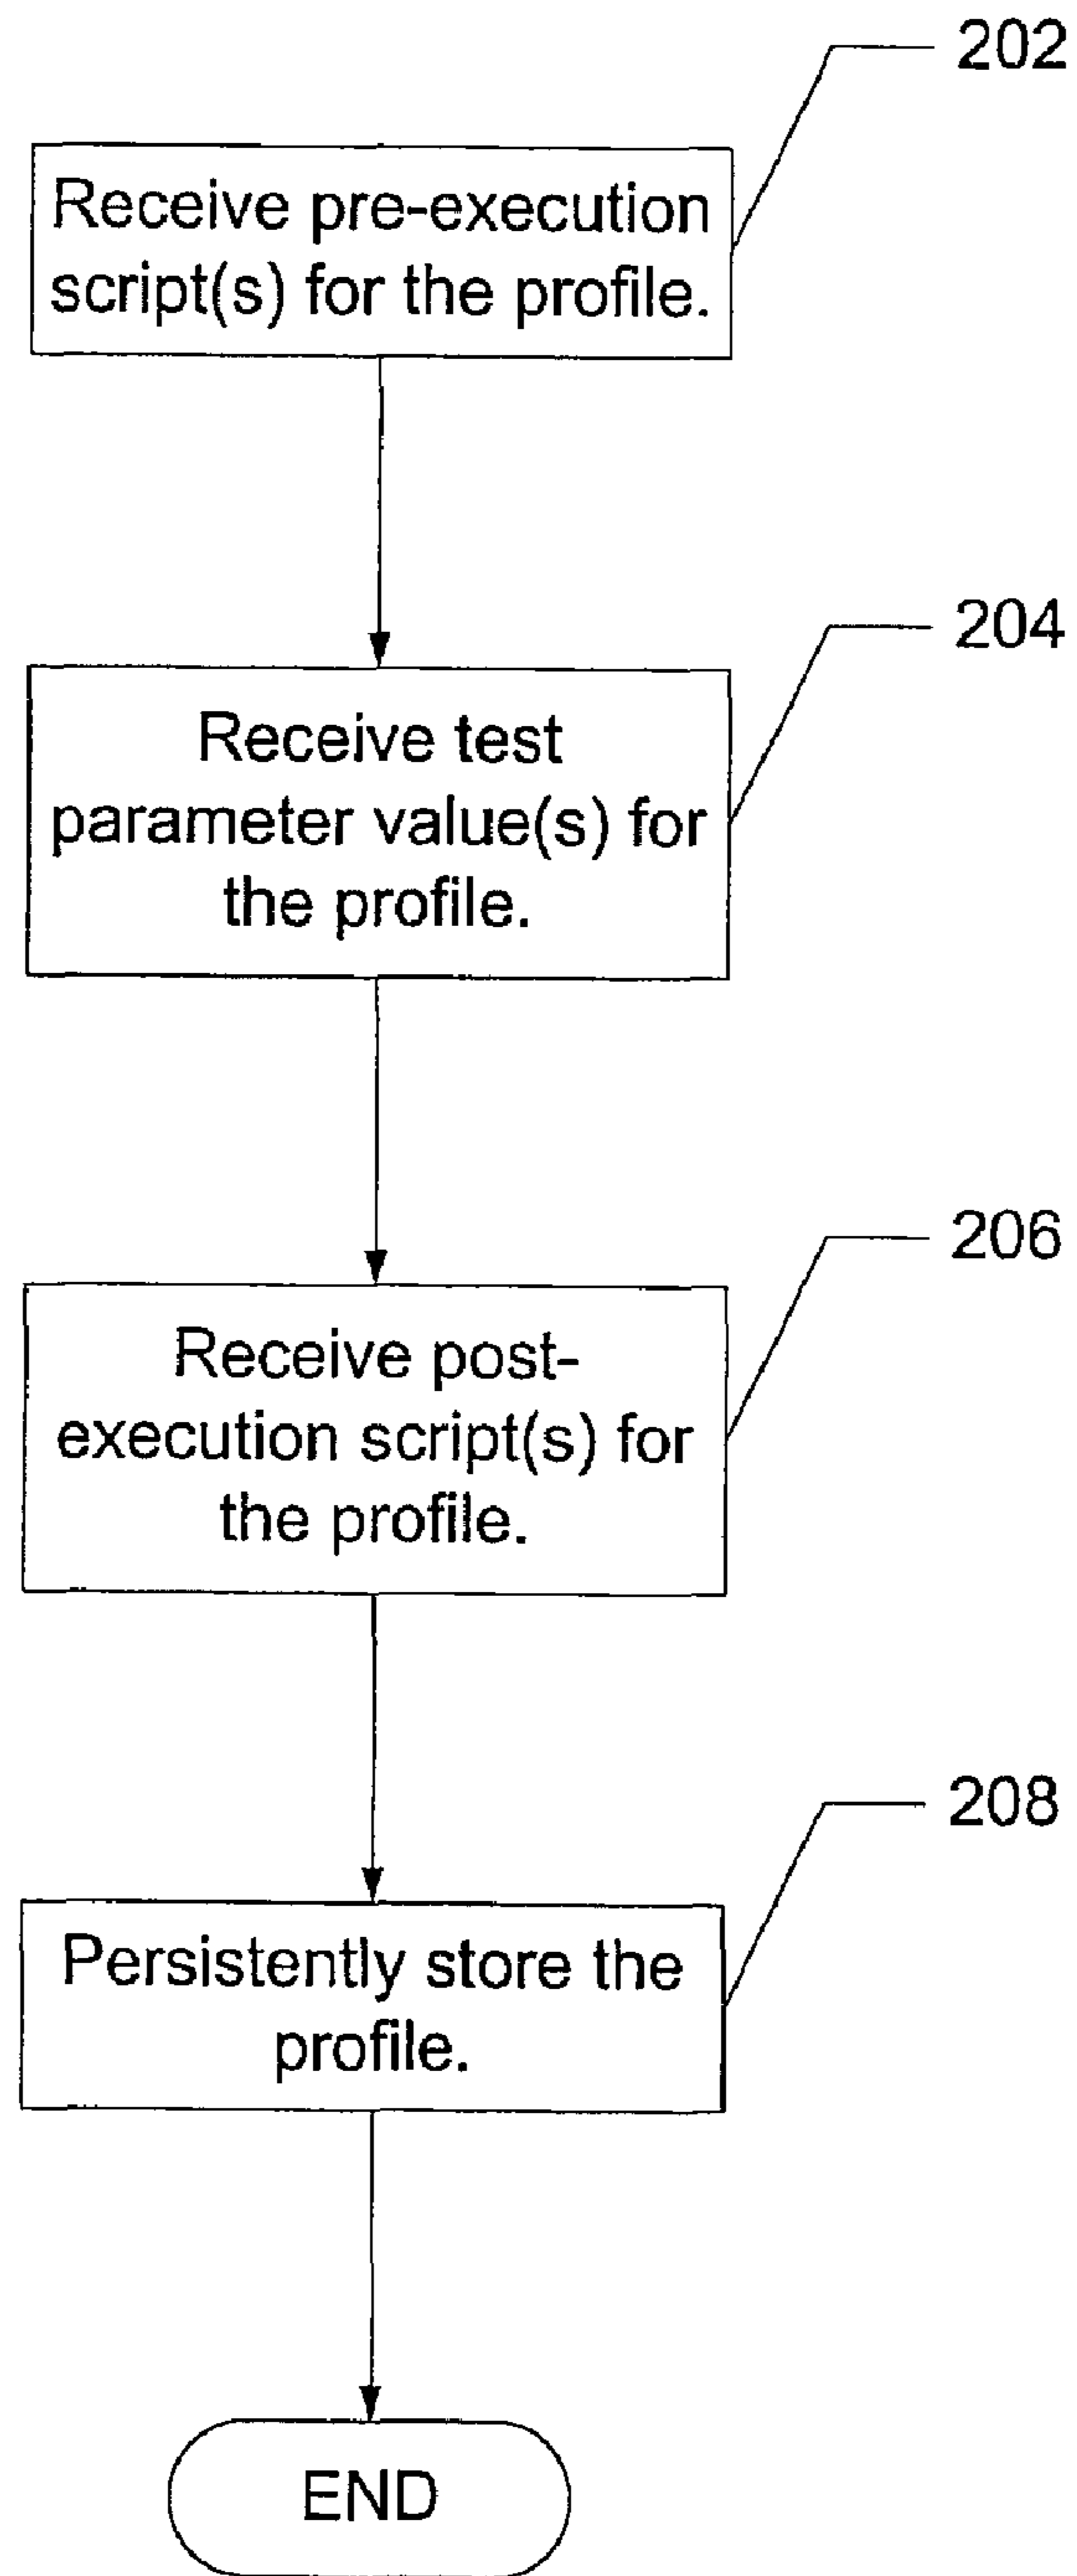 202
Receive pre-execution
script(s) for the profile.
204
Receive test
parameter value(s) for
the profile.
206
Receive post-
execution script(s) for
the profile.
208
Persistently store the
profile.
END